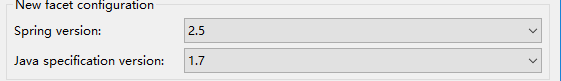 New facet configuration
Spring version: 2.5
Java specification version: 1.7